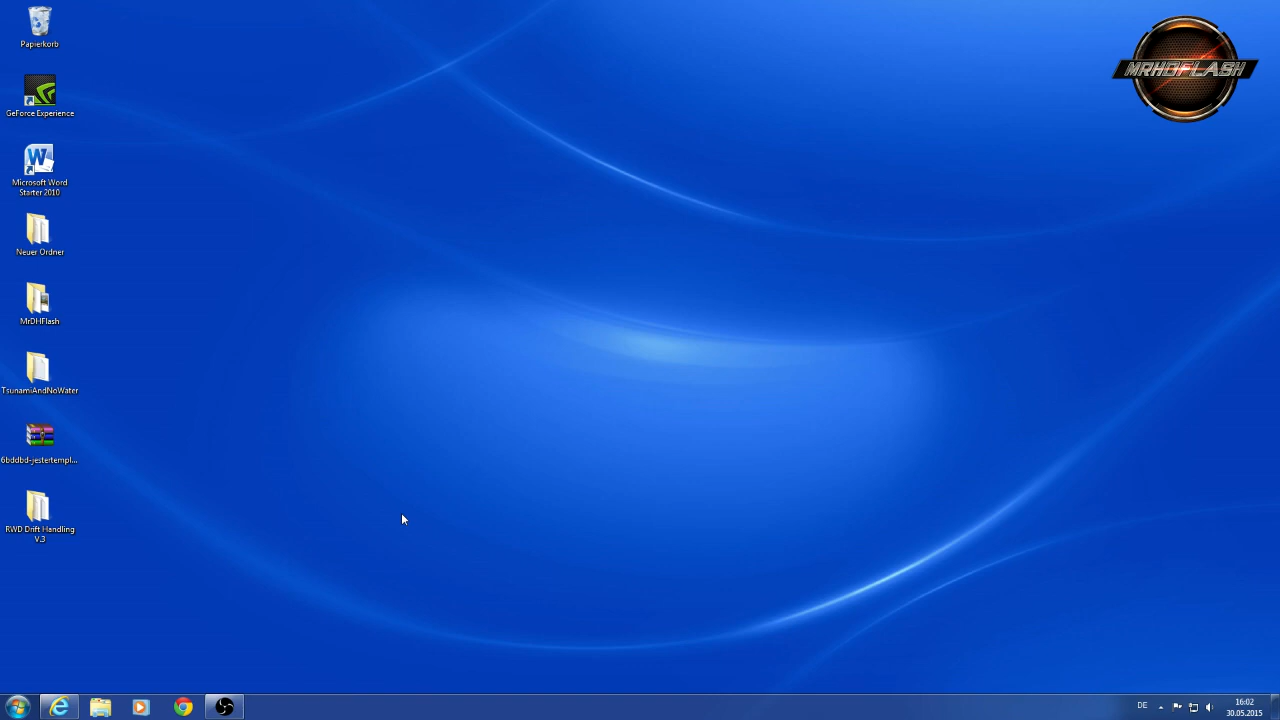 Papierkorb
GeForce Experience
Microsoft Word
Starter 2010
Neuer Ordner
MrDHFlash
TsunamiAndNoWater
6bddbd-jestertempl...
RWD Drift Handling
V.3
MRHDFLASH
DE
16:02
30.05.2015